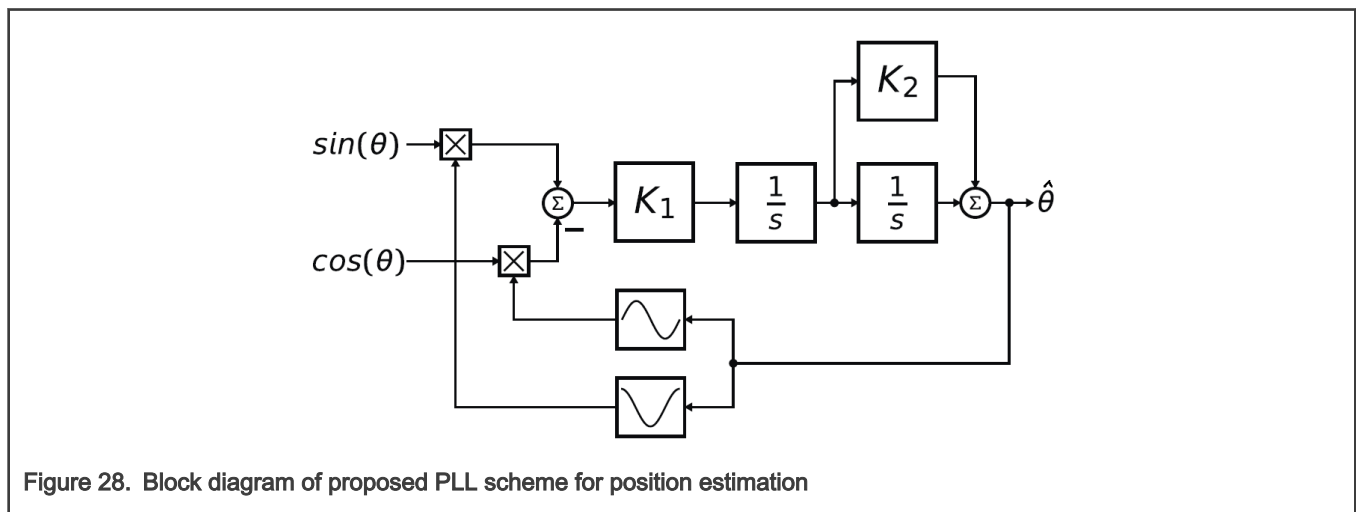 K₂
sin(θ)
Σ
K₁
1/s
1/s
Σ
θ̂
−
cos(θ)
Figure 28. Block diagram of proposed PLL scheme for position estimation